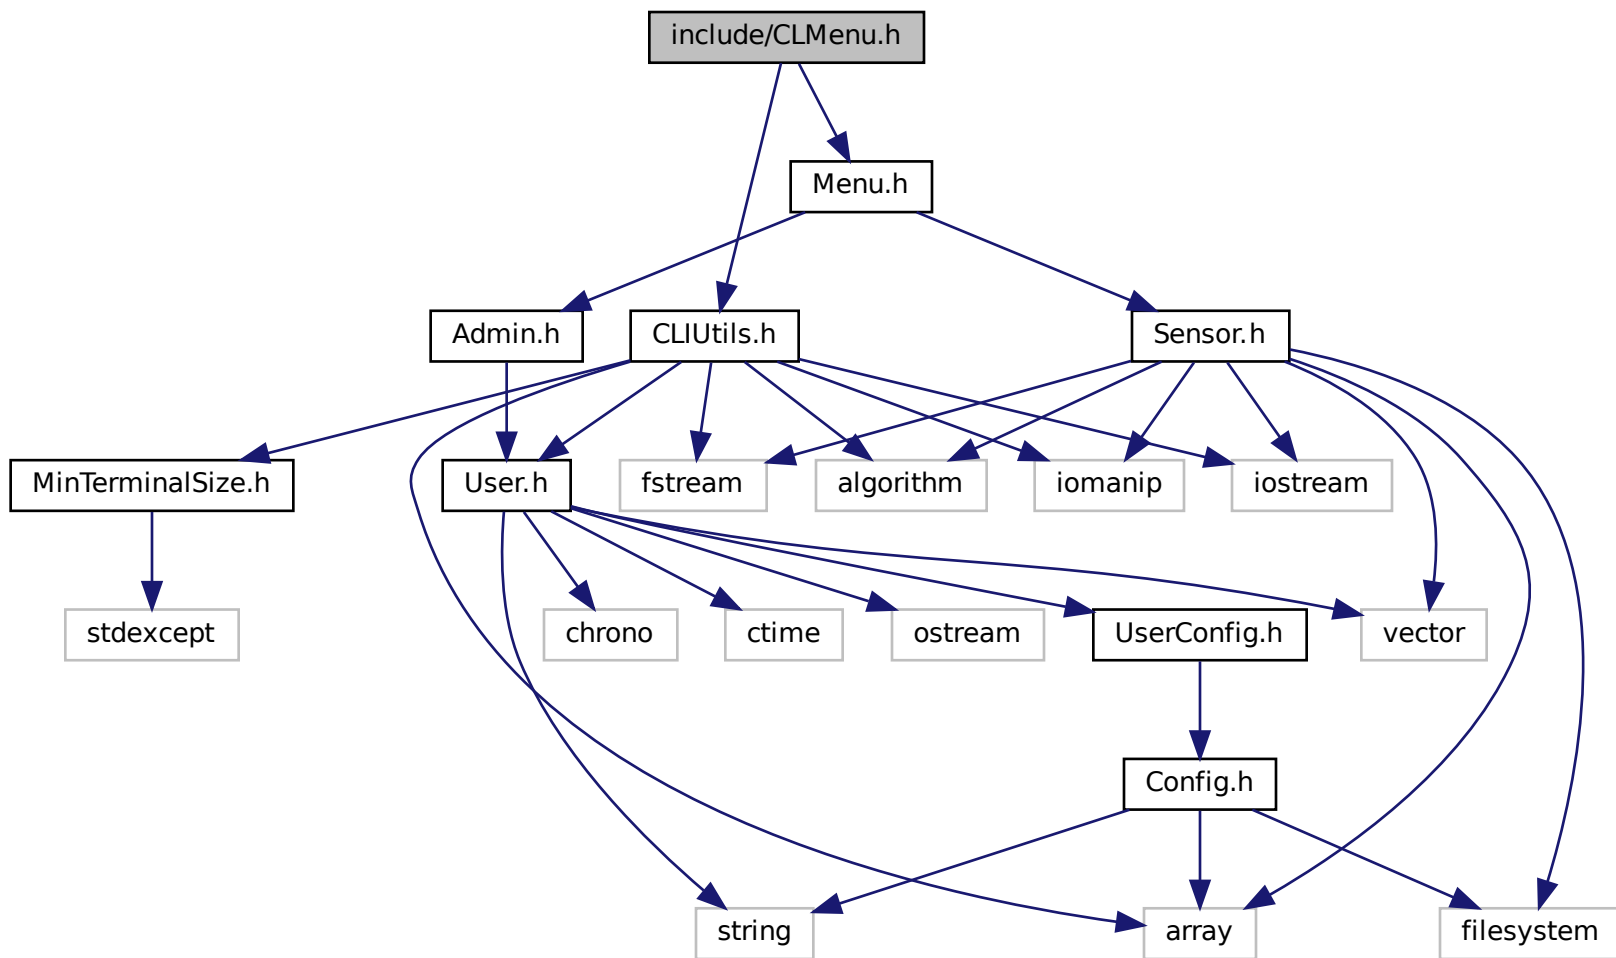 include/CLMenu.h
Menu.h
Admin.h
CLIUtils.h
Sensor.h
MinTerminalSize.h
User.h
fstream
algorithm
iomanip
iostream
stdexcept
chrono
ctime
ostream
UserConfig.h
vector
Config.h
string
array
filesystem